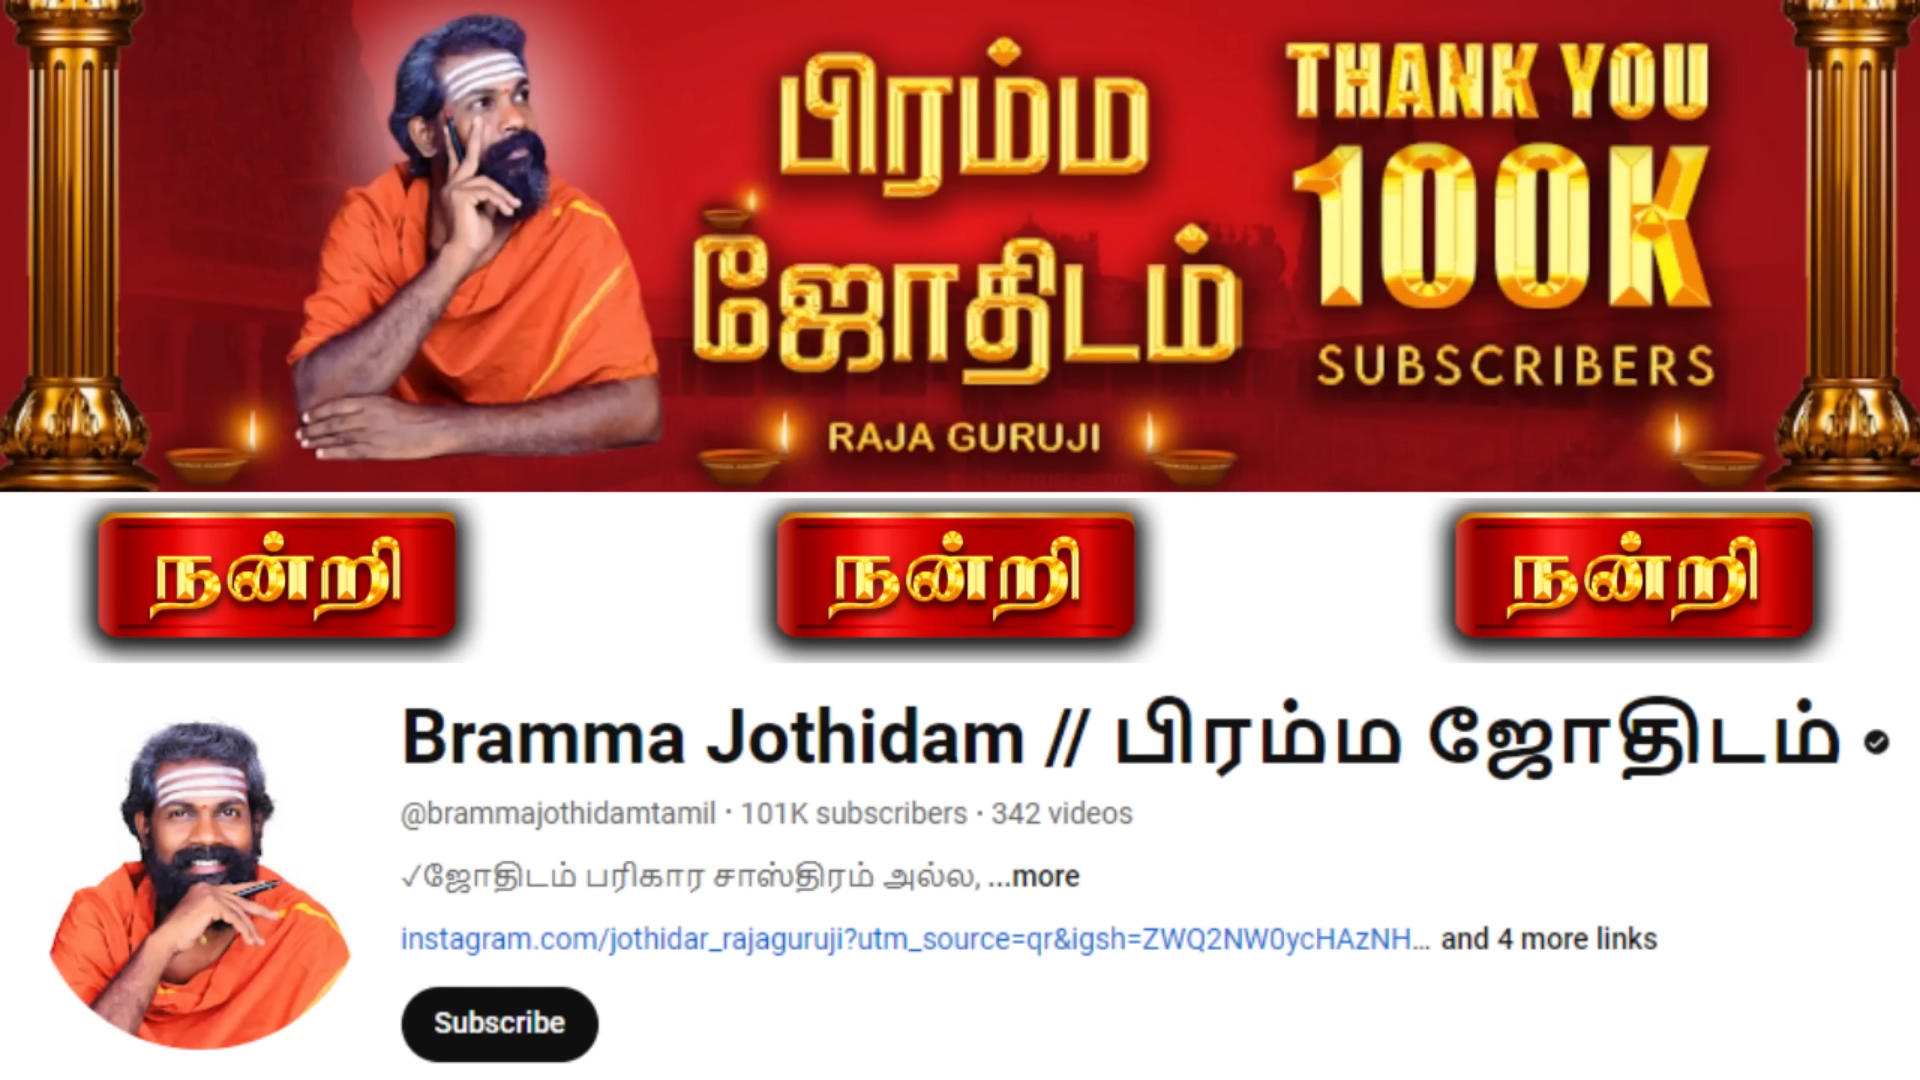 பிரம்ம
ஜோதிடம்
RAJA GURUJI
THANK YOU
100K
SUBSCRIBERS
நன்றி
நன்றி
நன்றி
Bramma Jothidam // பிரம்ம ஜோதிடம்
@brammajothidamtamil · 101K subscribers · 342 videos
✓ஜோதிடம் பரிகார சாஸ்திரம் அல்ல, ...more
instagram.com/jothidar_rajaguruji?utm_source=qr&igsh=ZWQ2NW0ycHAzNH... and 4 more links
Subscribe